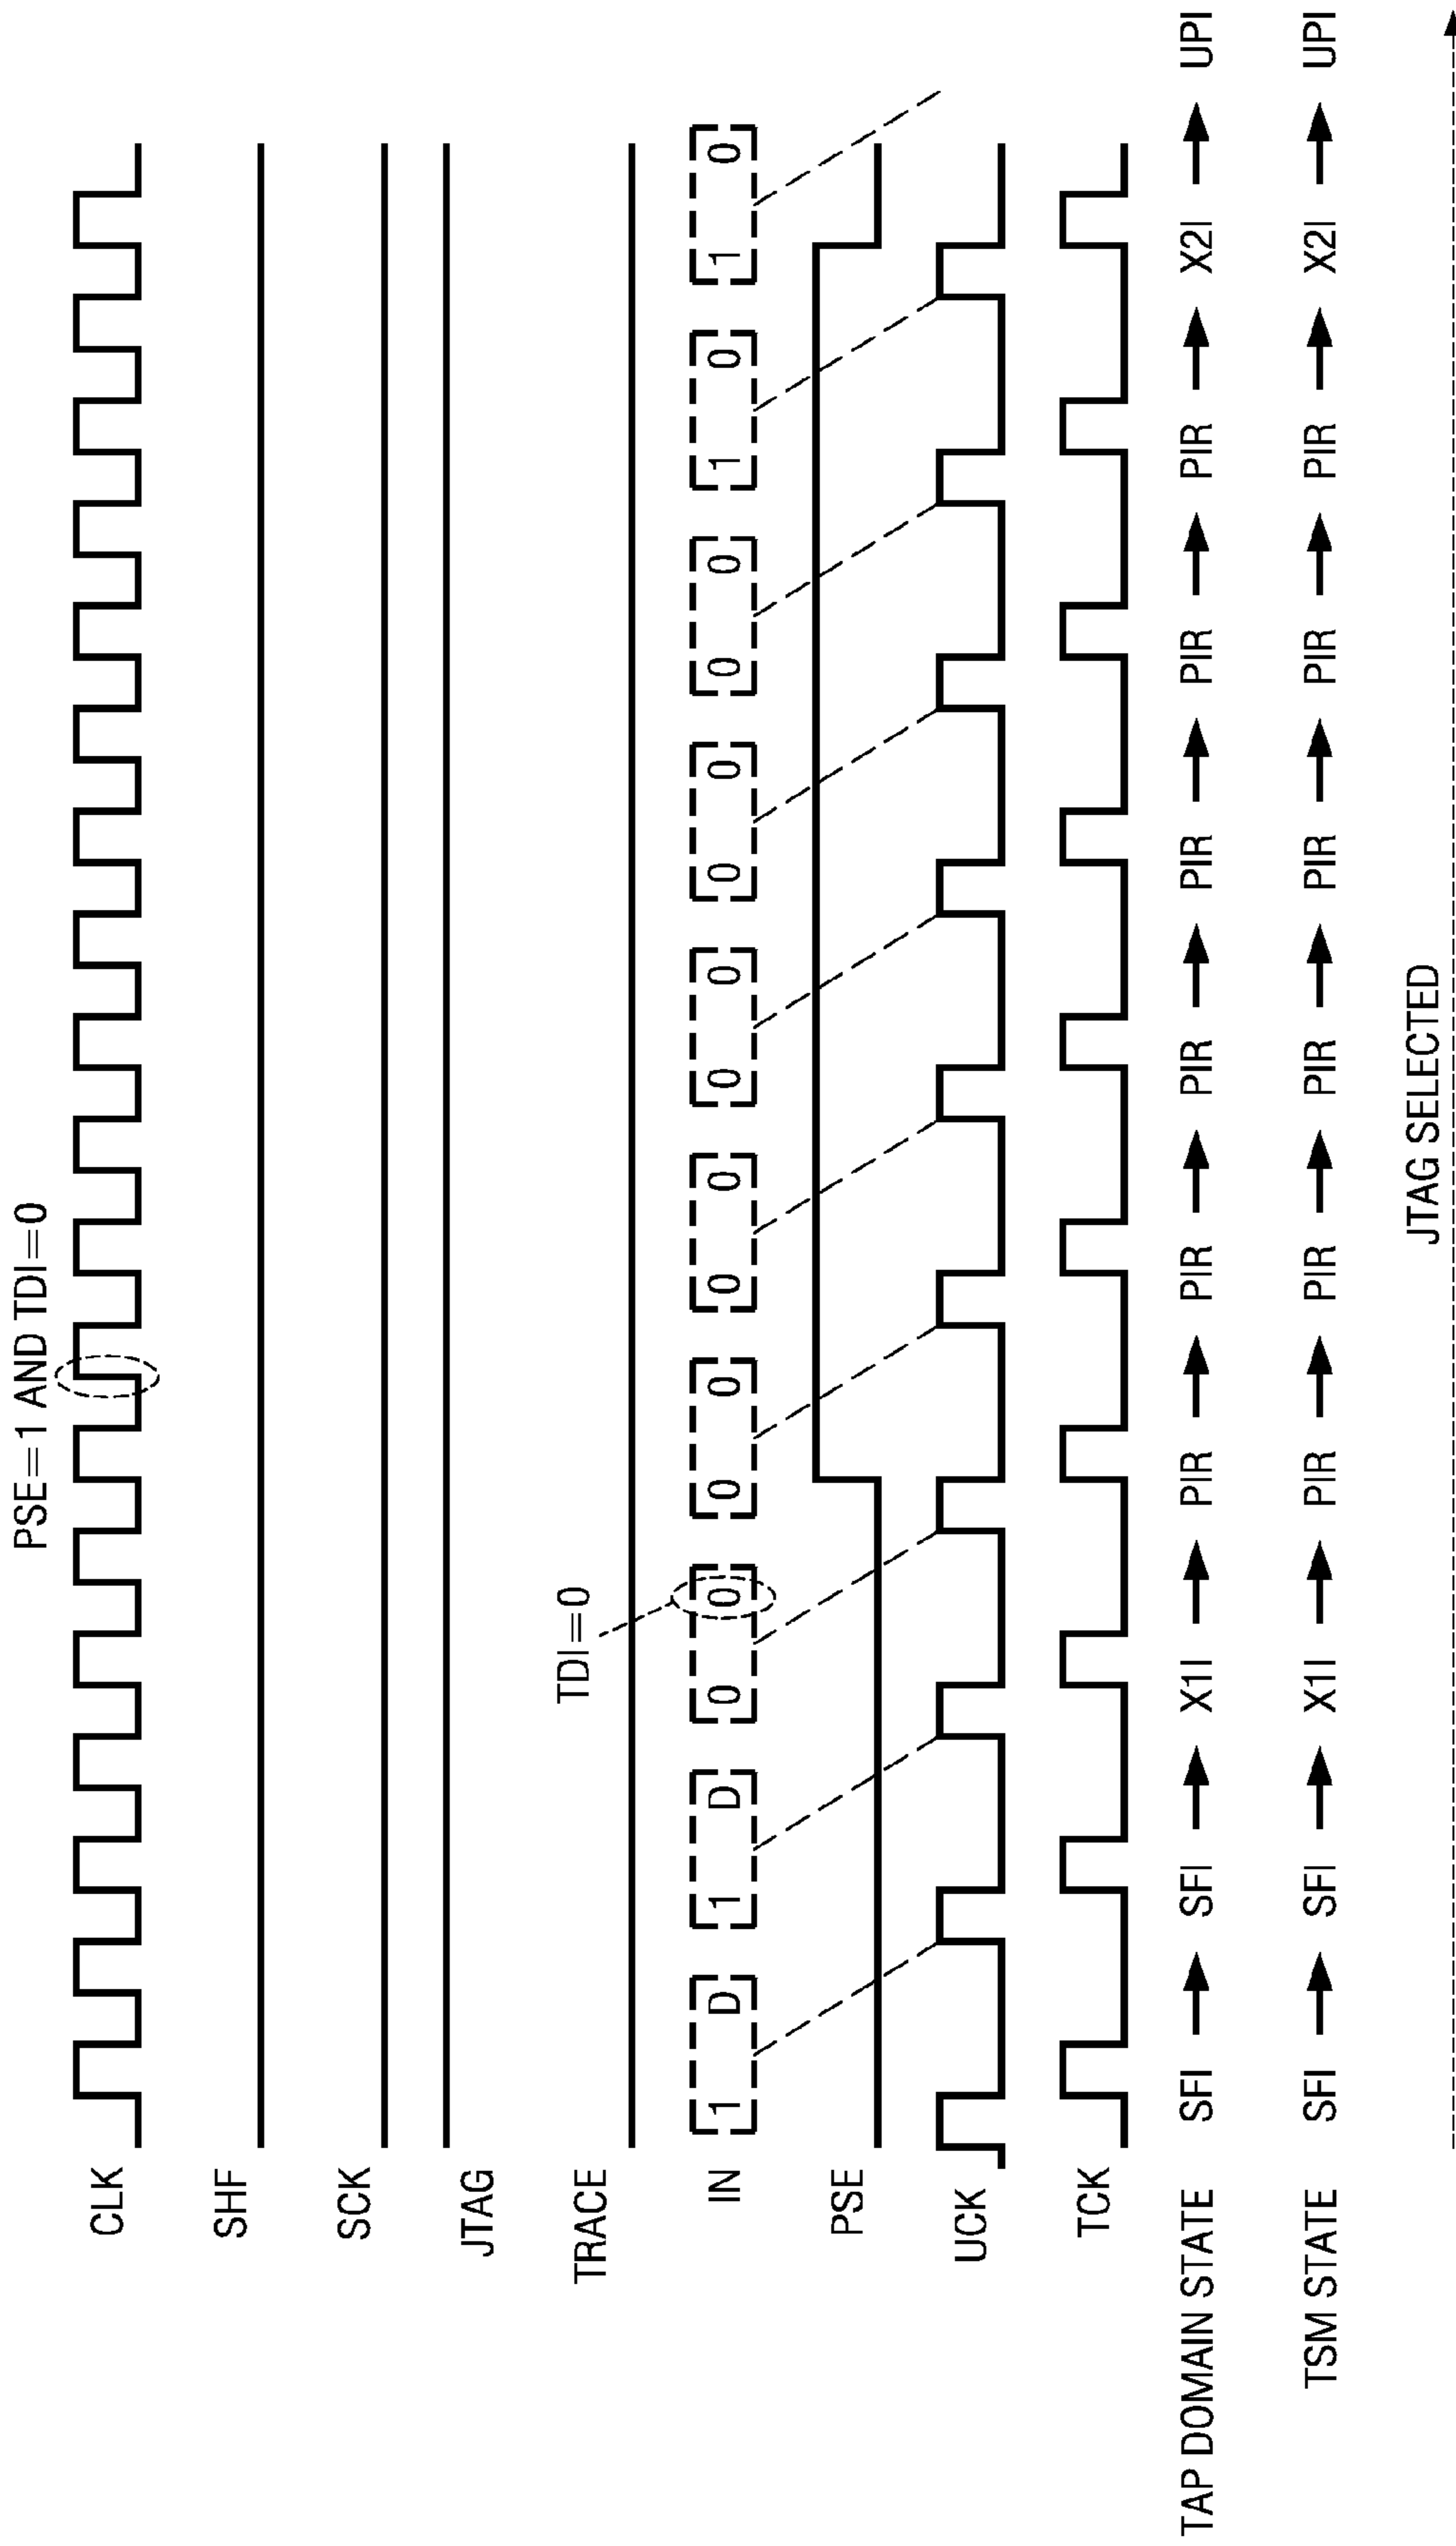 PSE=1 AND TDI=0
CLK
SHF
SCK
JTAG
TDI=0
TRACE
IN 1 D 1 D 0 0 0 0 0 0 0 0 0 0 0 0 1 0 1 0
PSE
UCK
TCK
TAP DOMAIN STATE SFI → SFI → X1I → PIR → PIR → PIR → PIR → PIR → PIR → X2I → UPI
TSM STATE SFI → SFI → X1I → PIR → PIR → PIR → PIR → PIR → PIR → X2I → UPI
JTAG SELECTED